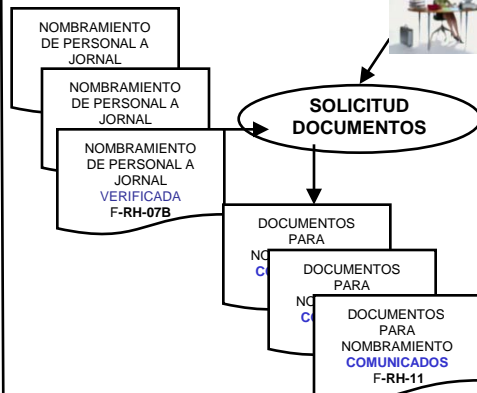 NOMBRAMIENTO
DE PERSONAL A
JORNAL
NOMBRAMIENTO
DE PERSONAL A
JORNAL
NOMBRAMIENTO
DE PERSONAL A
JORNAL
VERIFICADA
F-RH-07B
SOLICITUD
DOCUMENTOS
DOCUMENTOS
PARA
DOCUMENTOS
PARA
DOCUMENTOS
PARA
NOMBRAMIENTO
COMUNICADOS
F-RH-11